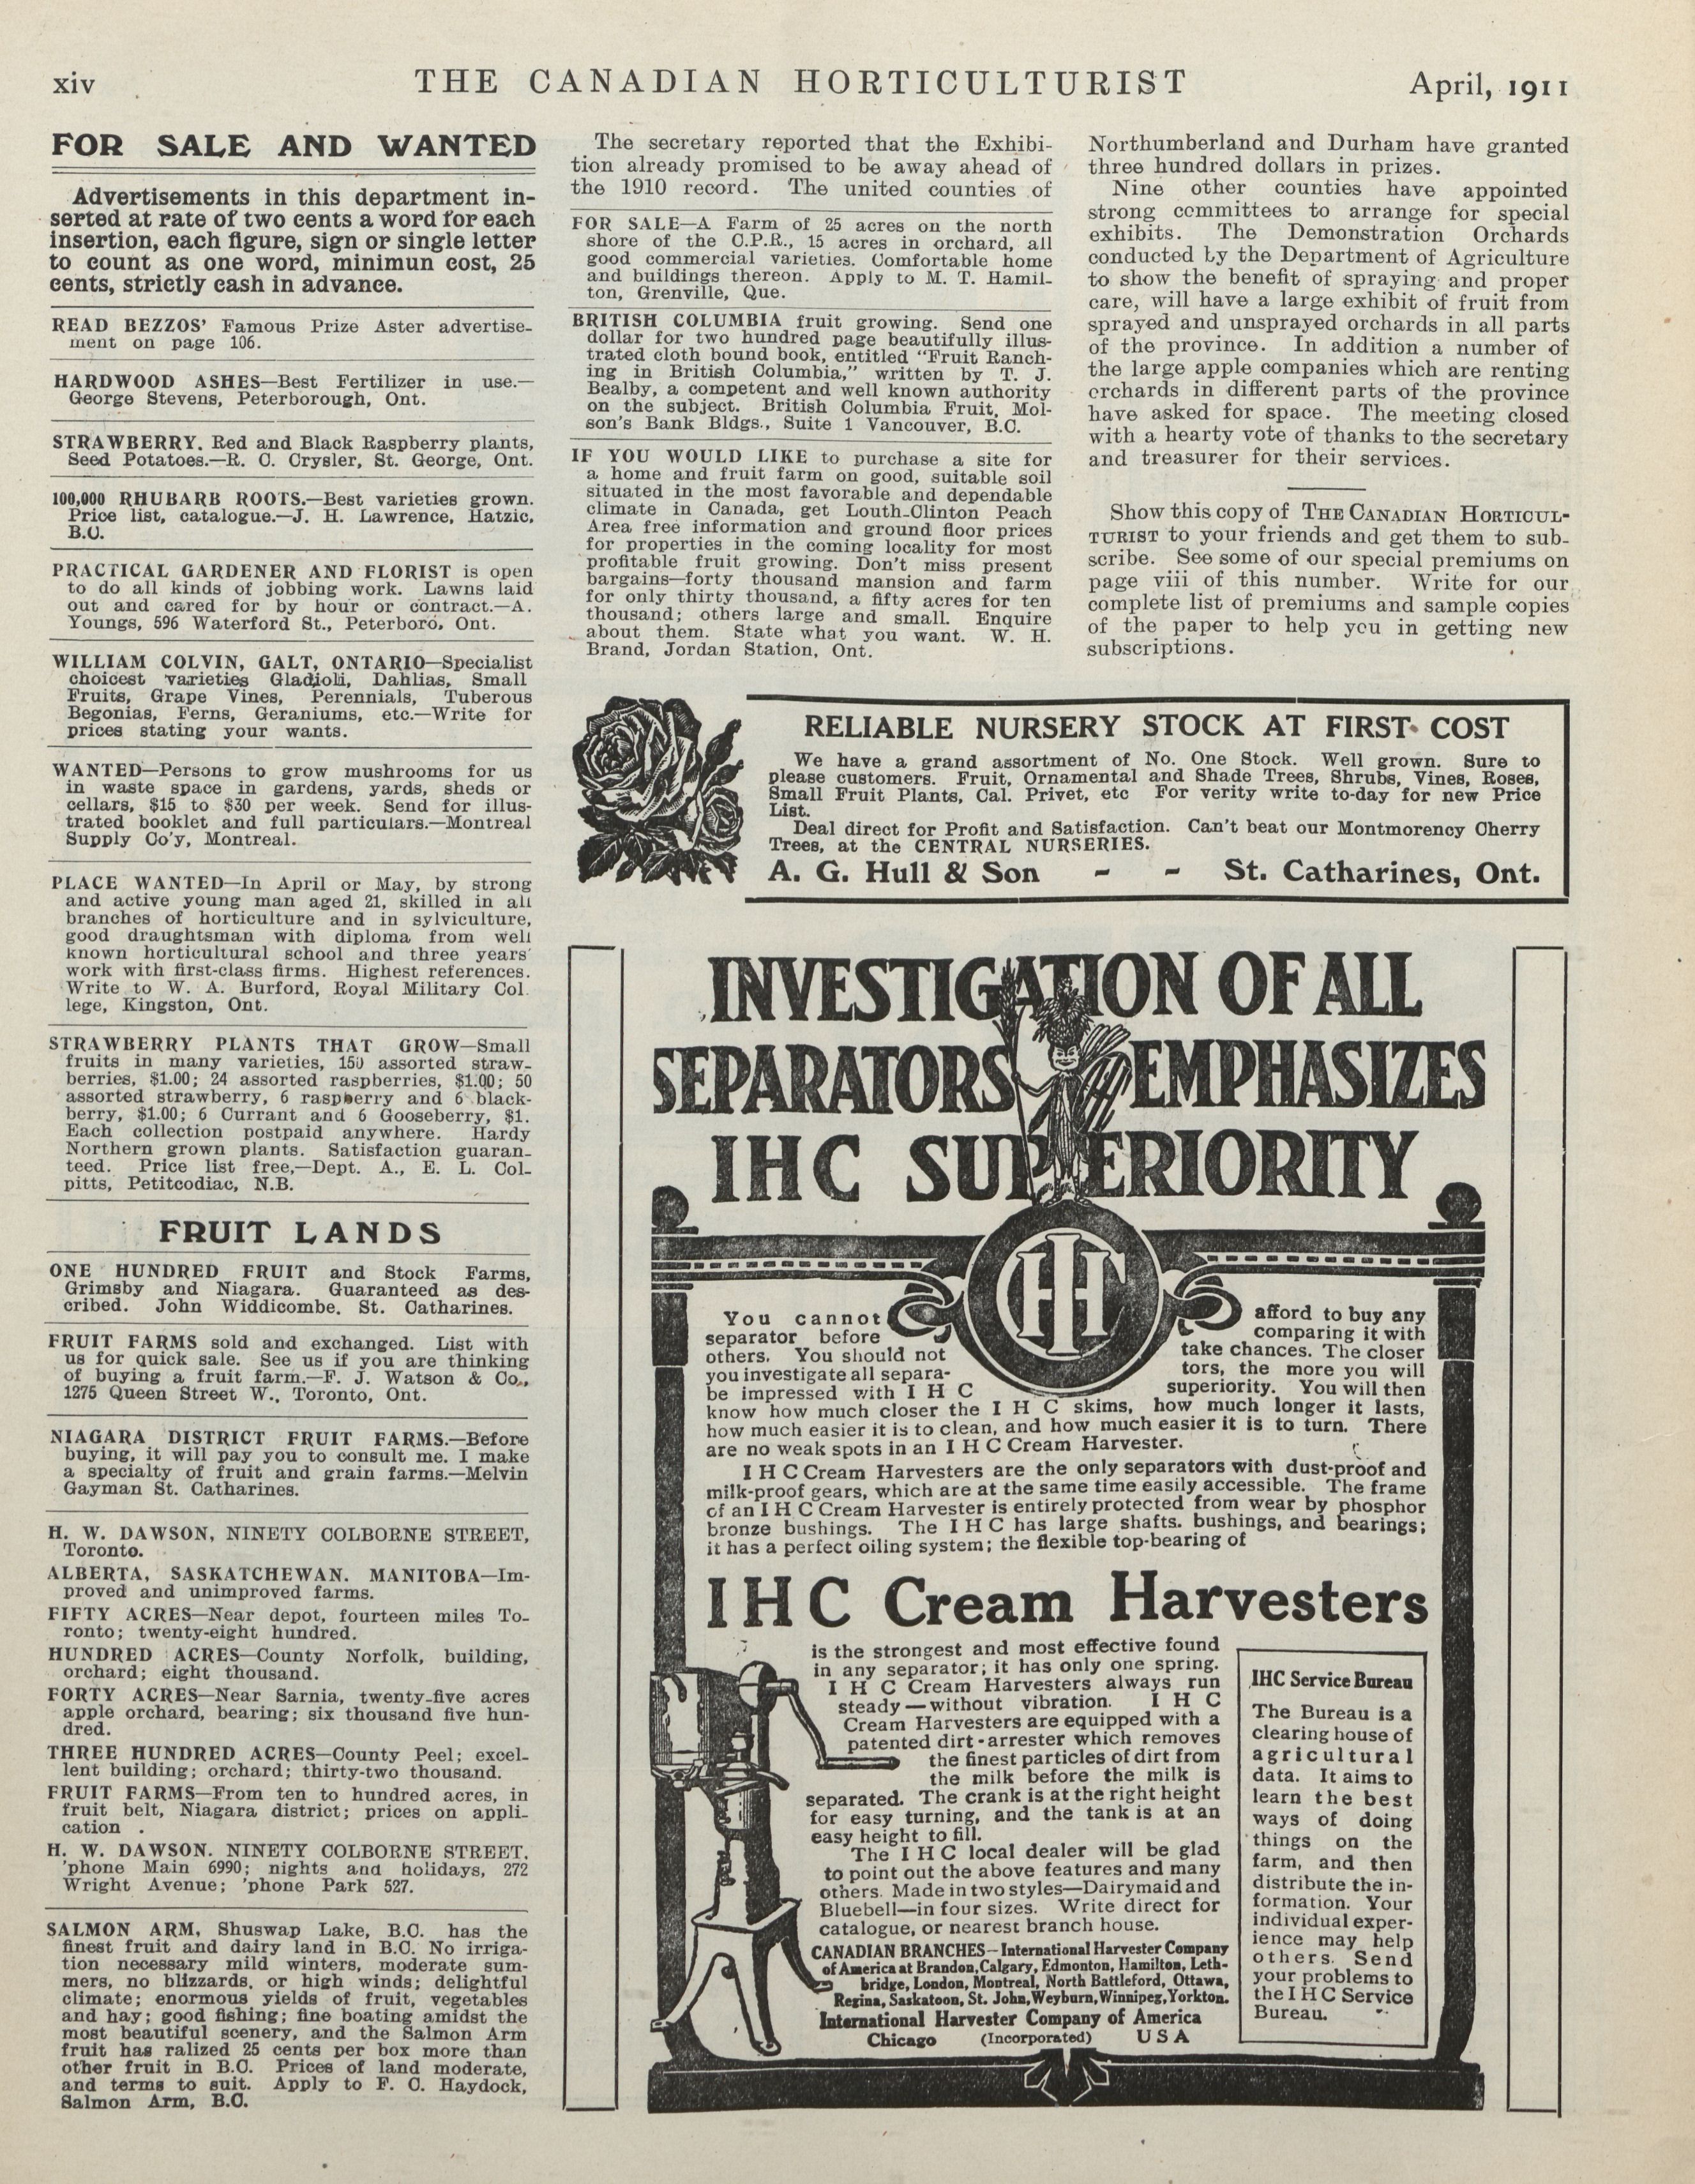 xiv
THE CANADIAN HORTICULTURIST
April, 1911
FOR SALE AND WANTED
Advertisements in this department in-
serted at rate of two cents a word for each
insertion, each figure, sign or single letter
to count as one word, minimun cost, 25
cents, strictly cash in advance.
READ BEZZOS' Famous Prize Aster advertise-
ment on page 106.
HARDWOOD ASHES—Best Fertilizer in use.—
George Stevens, Peterborough, Ont.
STRAWBERRY, Red and Black Raspberry plants,
Seed Potatoes.—R. C. Crysler, St. George, Ont.
100,000 RHUBARB ROOTS.—Best varieties grown.
Price list, catalogue.—J. H. Lawrence, Hatzic,
B.C.
PRACTICAL GARDENER AND FLORIST is open
to do all kinds of jobbing work. Lawns laid
out and cared for by hour or contract.—A.
Youngs, 596 Waterford St., Peterboro, Ont.
WILLIAM COLVIN, GALT, ONTARIO—Specialist
choicest varieties Gladioli, Dahlias, Small
Fruits, Grape Vines, Perennials, Tuberous
Begonias, Ferns, Geraniums, etc.—Write for
prices stating your wants.
WANTED—Persons to grow mushrooms for us
in waste space in gardens, yards, sheds or
cellars, $15 to $30 per week. Send for illus-
trated booklet and full particulars.—Montreal
Supply Co'y, Montreal.
PLACE WANTED—In April or May, by strong
and active young man aged 21, skilled in all
branches of horticulture and in sylviculture,
good draughtsman with diploma from well
known horticultural school and three years'
work with first-class firms. Highest references.
Write to W. A. Burford, Royal Military Col
lege, Kingston, Ont.
STRAWBERRY PLANTS THAT GROW—Small
fruits in many varieties, 150 assorted straw-
berries, $1.00; 24 assorted raspberries, $1.00; 50
assorted strawberry, 6 raspberry and 6 black-
berry, $1.00; 6 Currant and 6 Gooseberry, $1.
Each collection postpaid anywhere. Hardy
Northern grown plants. Satisfaction guaran-
teed. Price list free,—Dept. A., E. L. Col-
pitts, Petitcodiac, N.B.
FRUIT LANDS
ONE HUNDRED FRUIT and Stock Farms,
Grimsby and Niagara. Guaranteed as des-
cribed. John Widdicombe, St. Catharines.
FRUIT FARMS sold and exchanged. List with
us for quick sale. See us if you are thinking
of buying a fruit farm.—F. J. Watson & Co.,
1275 Queen Street W., Toronto, Ont.
NIAGARA DISTRICT FRUIT FARMS.—Before
buying, it will pay you to consult me. I make
a specialty of fruit and grain farms.—Melvin
Gayman St. Catharines.
H. W. DAWSON, NINETY COLBORNE STREET,
Toronto.
ALBERTA, SASKATCHEWAN. MANITOBA—Im-
proved and unimproved farms.
FIFTY ACRES—Near depot, fourteen miles To-
ronto; twenty-eight hundred.
HUNDRED ACRES—County Norfolk, building,
orchard; eight thousand.
FORTY ACRES—Near Sarnia, twenty-five acres
apple orchard, bearing; six thousand five hun-
dred.
THREE HUNDRED ACRES—County Peel; excel-
lent building; orchard; thirty-two thousand.
FRUIT FARMS—From ten to hundred acres, in
fruit belt, Niagara district; prices on appli-
cation .
H. W. DAWSON. NINETY COLBORNE STREET.
'phone Main 6990; nights and holidays, 272
Wright Avenue; 'phone Park 527.
SALMON ARM, Shuswap Lake, B.C. has the
finest fruit and dairy land in B.C. No irriga-
tion necessary mild winters, moderate sum-
mers, no blizzards, or high winds; delightful
climate; enormous yields of fruit, vegetables
and hay; good fishing; fine boating amidst the
most beautiful scenery, and the Salmon Arm
fruit has ralized 25 cents per box more than
other fruit in B.C. Prices of land moderate,
and terms to suit. Apply to F. C. Haydock,
Salmon Arm, B.C.
The secretary reported that the Exhibi-
tion already promised to be away ahead of
the 1910 record. The united counties of
FOR SALE—A Farm of 25 acres on the north
shore of the C.P.R., 15 acres in orchard, all
good commercial varieties. Comfortable home
and buildings thereon. Apply to M. T. Hamil-
ton, Grenville, Que.
BRITISH COLUMBIA fruit growing. Send one
dollar for two hundred page beautifully illus-
trated cloth bound book, entitled "Fruit Ranch-
ing in British Columbia," written by T. J.
Bealby, a competent and well known authority
on the subject. British Columbia Fruit, Mol-
son's Bank Bldgs., Suite 1 Vancouver, B.C.
IF YOU WOULD LIKE to purchase a site for
a home and fruit farm on good, suitable soil
situated in the most favorable and dependable
climate in Canada, get Louth-Clinton Peach
Area free information and ground floor prices
for properties in the coming locality for most
profitable fruit growing. Don't miss present
bargains—forty thousand mansion and farm
for only thirty thousand, a fifty acres for ten
thousand; others large and small. Enquire
about them. State what you want. W. H.
Brand, Jordan Station, Ont.
Northumberland and Durham have granted
three hundred dollars in prizes.
Nine other counties have appointed
strong committees to arrange for special
exhibits. The Demonstration Orchards
conducted by the Department of Agriculture
to show the benefit of spraying and proper
care, will have a large exhibit of fruit from
sprayed and unsprayed orchards in all parts
of the province. In addition a number of
the large apple companies which are renting
orchards in different parts of the province
have asked for space. The meeting closed
with a hearty vote of thanks to the secretary
and treasurer for their services.
Show this copy of THE CANADIAN HORTICUL-
TURIST to your friends and get them to sub-
scribe. See some of our special premiums on
page viii of this number. Write for our
complete list of premiums and sample copies
of the paper to help you in getting new
subscriptions.
RELIABLE NURSERY STOCK AT FIRST COST
We have a grand assortment of No. One Stock. Well grown. Sure to
please customers. Fruit, Ornamental and Shade Trees, Shrubs, Vines, Roses,
Small Fruit Plants, Cal. Privet, etc For verity write to-day for new Price
List.
Deal direct for Profit and Satisfaction. Can't beat our Montmorency Cherry
Trees, at the CENTRAL NURSERIES.
A. G. Hull & Son - - St. Catharines, Ont.
INVESTIGATION OF ALL
SEPARATORS EMPHASIZES
IHC SUPERIORITY
IHC
You cannot afford to buy any
separator before comparing it with
others. You should not take chances. The closer
you investigate all separa- tors, the more you will
be impressed with I H C superiority. You will then
know how much closer the I H C skims, how much longer it lasts,
how much easier it is to clean, and how much easier it is to turn. There
are no weak spots in an I H C Cream Harvester.
I H C Cream Harvesters are the only separators with dust-proof and
milk-proof gears, which are at the same time easily accessible. The frame
of an I H C Cream Harvester is entirely protected from wear by phosphor
bronze bushings. The I H C has large shafts. bushings, and bearings;
it has a perfect oiling system; the flexible top-bearing of
IHC Cream Harvesters
is the strongest and most effective found
in any separator; it has only one spring.
I H C Cream Harvesters always run
steady—without vibration. I H C
Cream Harvesters are equipped with a
patented dirt-arrester which removes
the finest particles of dirt from
the milk before the milk is
separated. The crank is at the right height
for easy turning, and the tank is at an
easy height to fill.
The I H C local dealer will be glad
to point out the above features and many
others. Made in two styles—Dairymaid and
Bluebell—in four sizes. Write direct for
catalogue, or nearest branch house.
CANADIAN BRANCHES—International Harvester Company
of America at Brandon, Calgary, Edmonton, Hamilton, Leth-
bridge, London, Montreal, North Battleford, Ottawa,
Regina, Saskatoon, St. John, Weyburn, Winnipeg, Yorkton.
International Harvester Company of America
Chicago (Incorporated) U S A
IHC Service Bureau
The Bureau is a
clearing house of
agricultural
data. It aims to
learn the best
ways of doing
things on the
farm, and then
distribute the in-
formation. Your
individual exper-
ience may help
others. Send
your problems to
the I H C Service
Bureau.